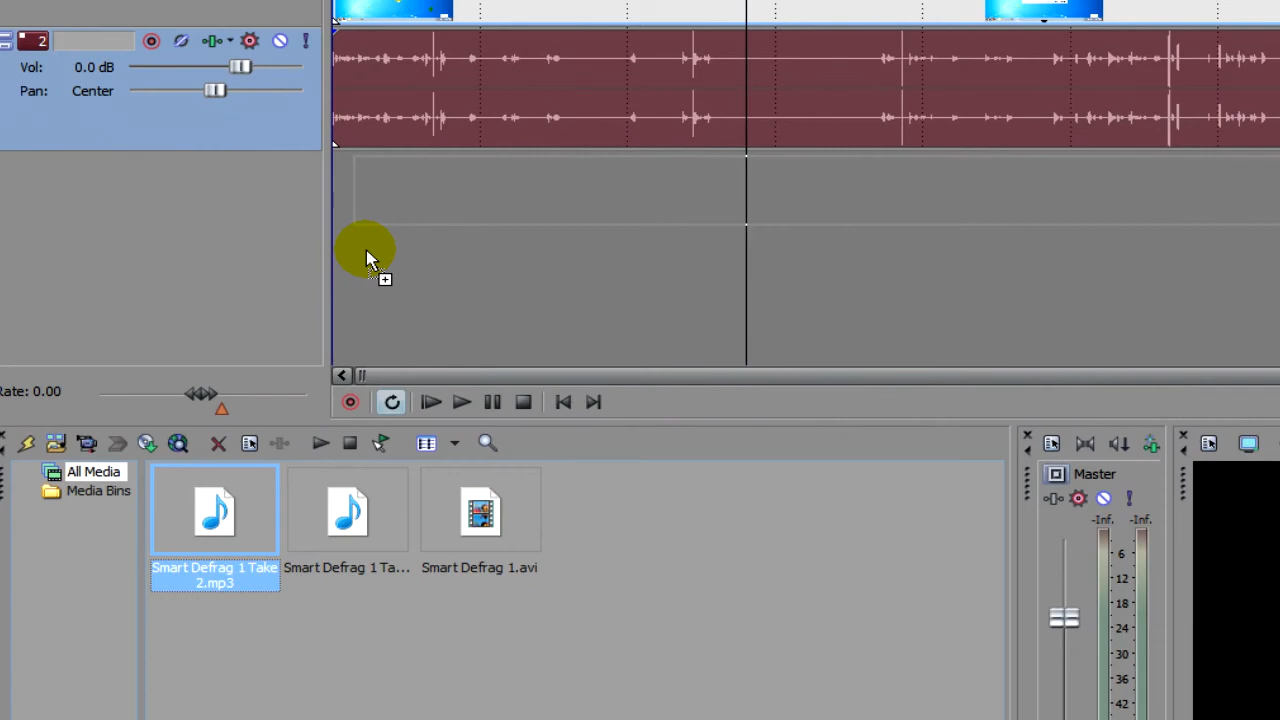 2
Vol: 0.0 dB
Pan: Center
Rate: 0.00
All Media
Media Bins
Smart Defrag 1 Take
2.mp3
Smart Defrag 1 Ta...
Smart Defrag 1.avi
Master
-Inf. -Inf.
6
12
18
24
30
36
42